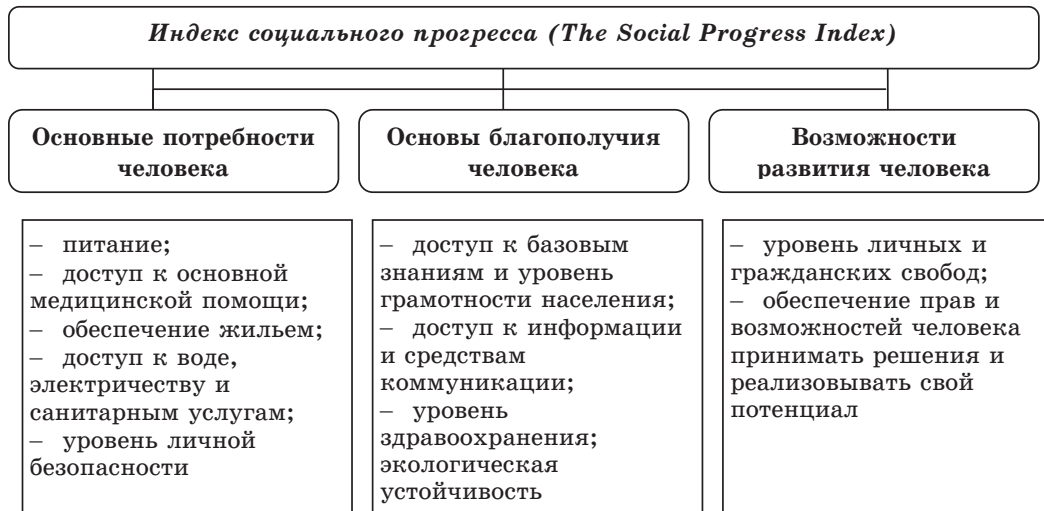 Индекс социального прогресса (The Social Progress Index)
Основные потребности
человека
Основы благополучия
человека
Возможности
развития человека
– питание;
– доступ к основной
медицинской помощи;
– обеспечение жильем;
– доступ к воде,
электричеству и
санитарным услугам;
– уровень личной
безопасности
– доступ к базовым
знаниям и уровень
грамотности населения;
– доступ к информации
и средствам
коммуникации;
– уровень
здравоохранения;
экологическая
устойчивость
– уровень личных и
гражданских свобод;
– обеспечение прав и
возможностей человека
принимать решения и
реализовывать свой
потенциал